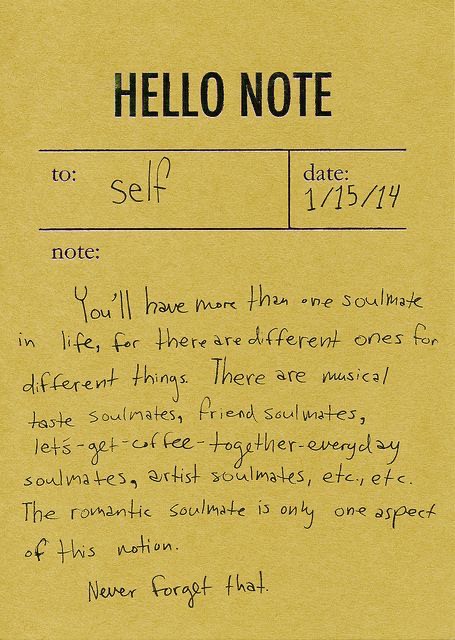 HELLO NOTE
to: self
date: 1/15/14
note:
You'll have more than one soulmate
in life, for there are different ones for
different things. There are musical
taste soulmates, friend soulmates,
let's-get-coffee-together-everyday
soulmates, artist soulmates, etc., etc.
The romantic soulmate is only one aspect
of this notion.
Never forget that.